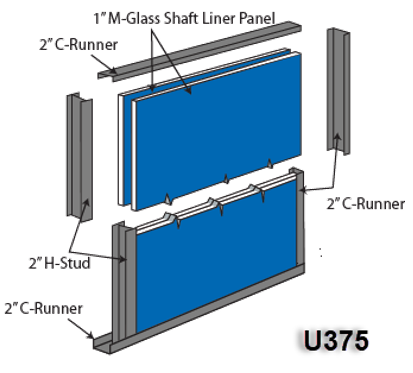 1” M-Glass Shaft Liner Panel
2” C-Runner
2” C-Runner
2” H-Stud
2” C-Runner
U375